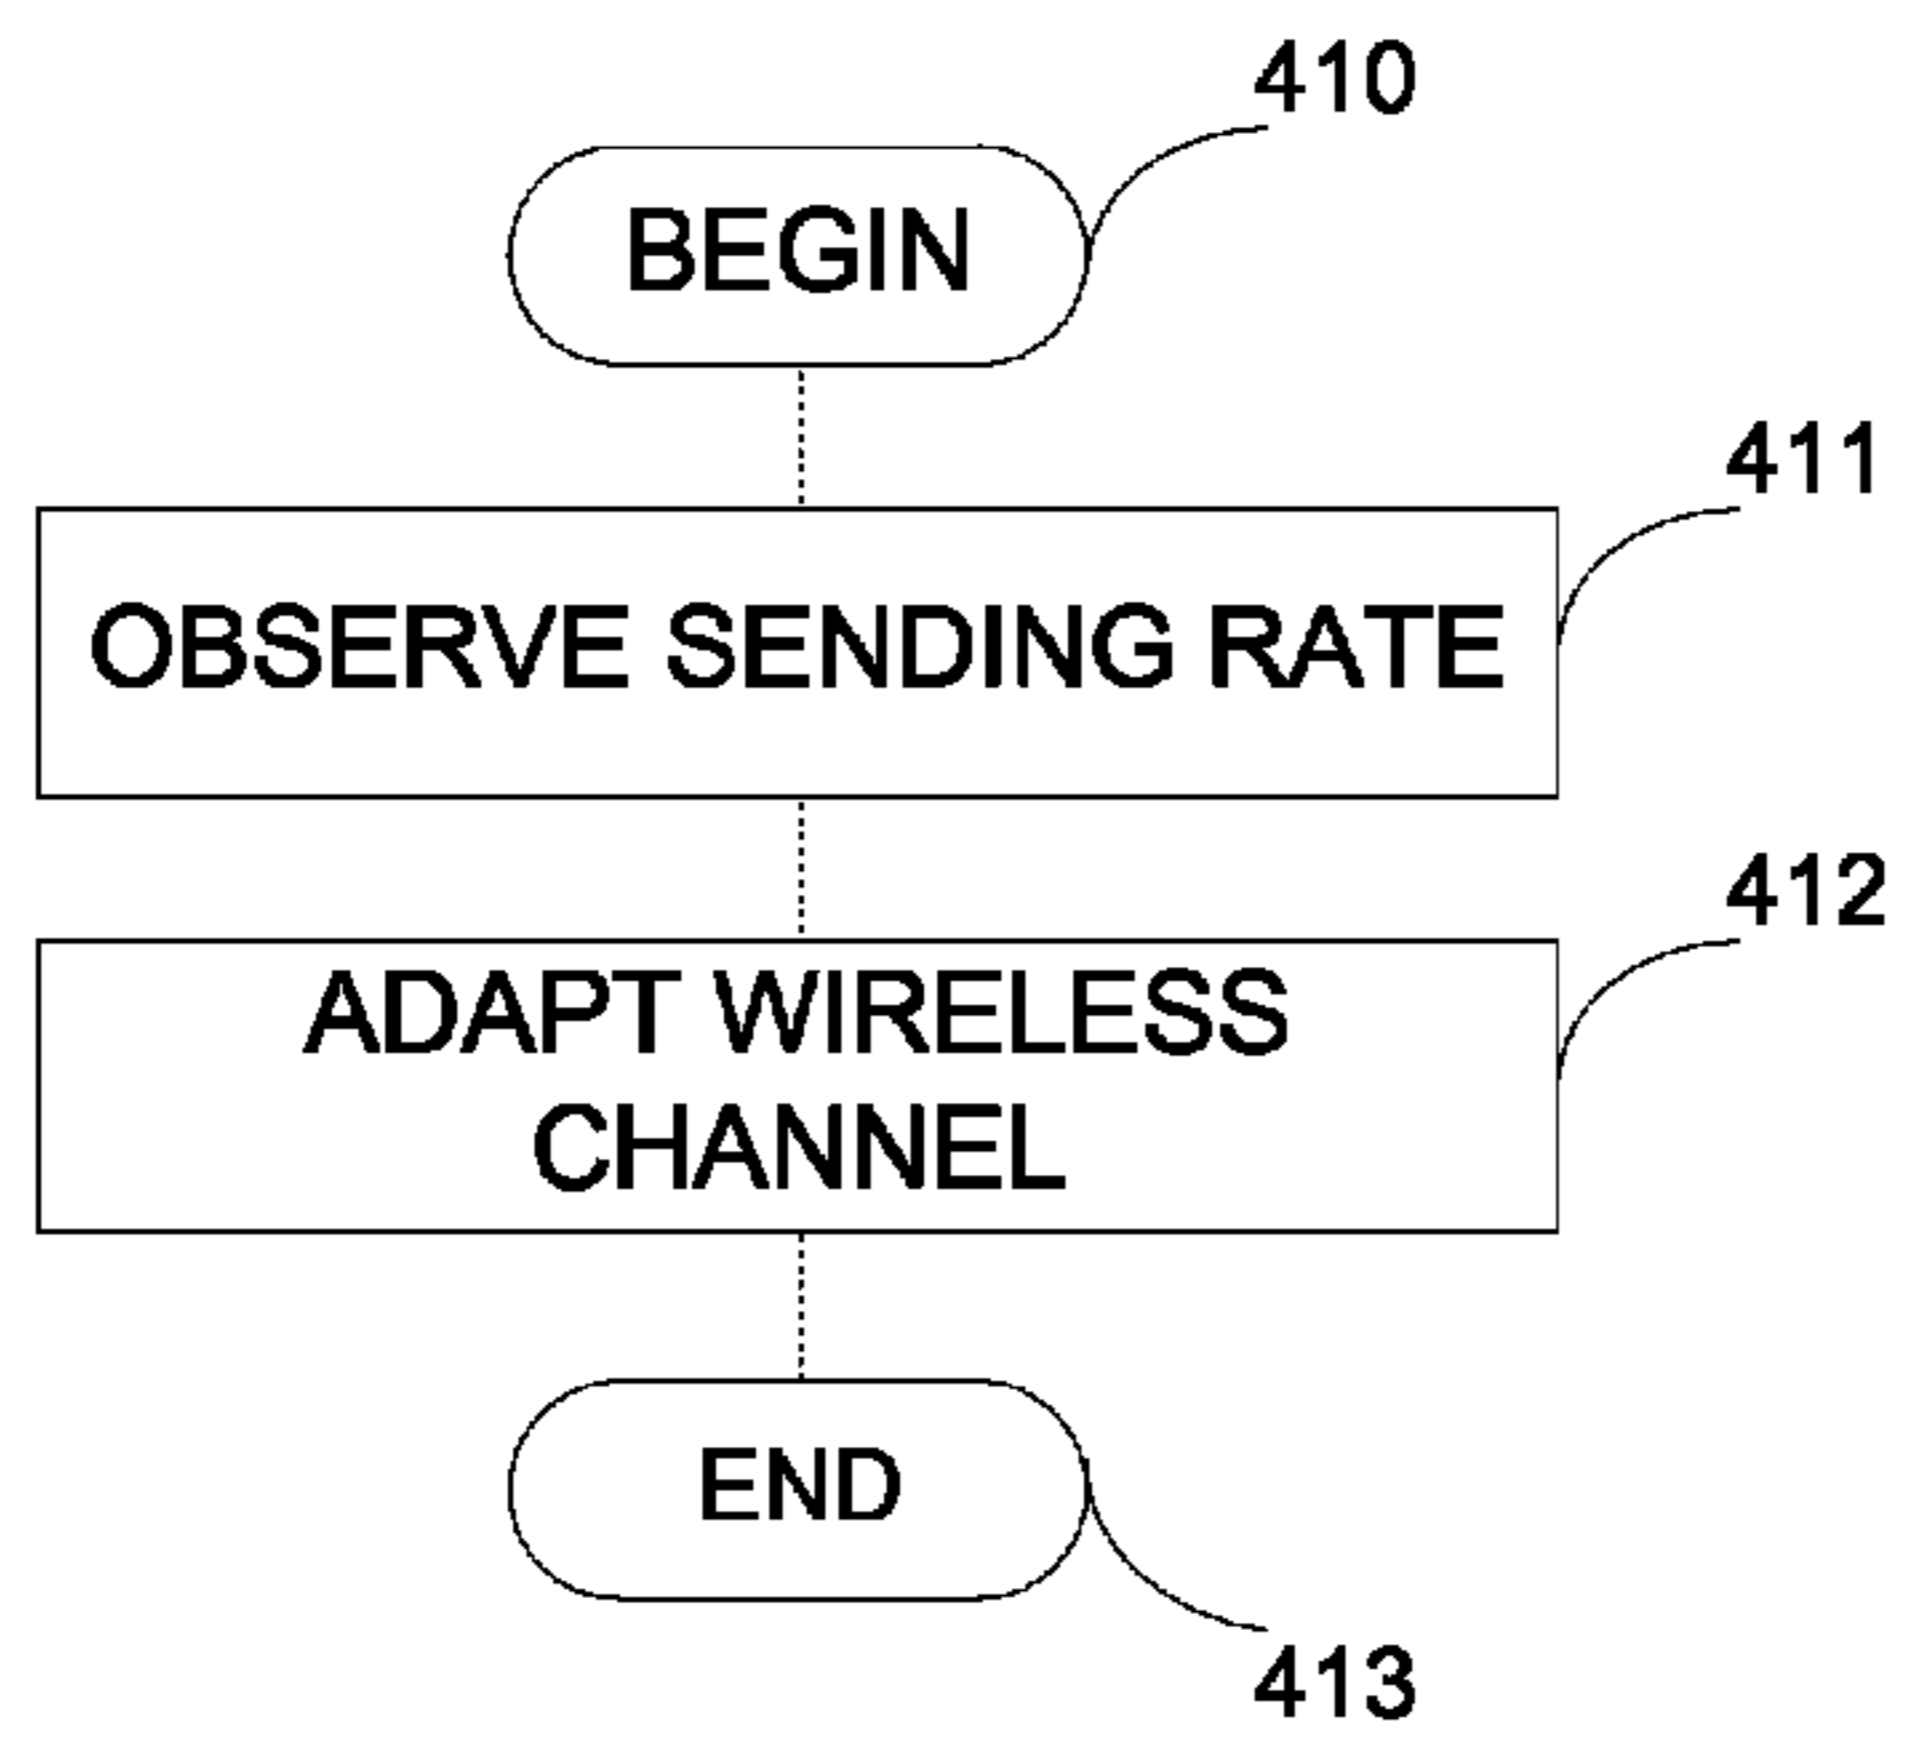 410
BEGIN
411
OBSERVE SENDING RATE
412
ADAPT WIRELESS
CHANNEL
END
413